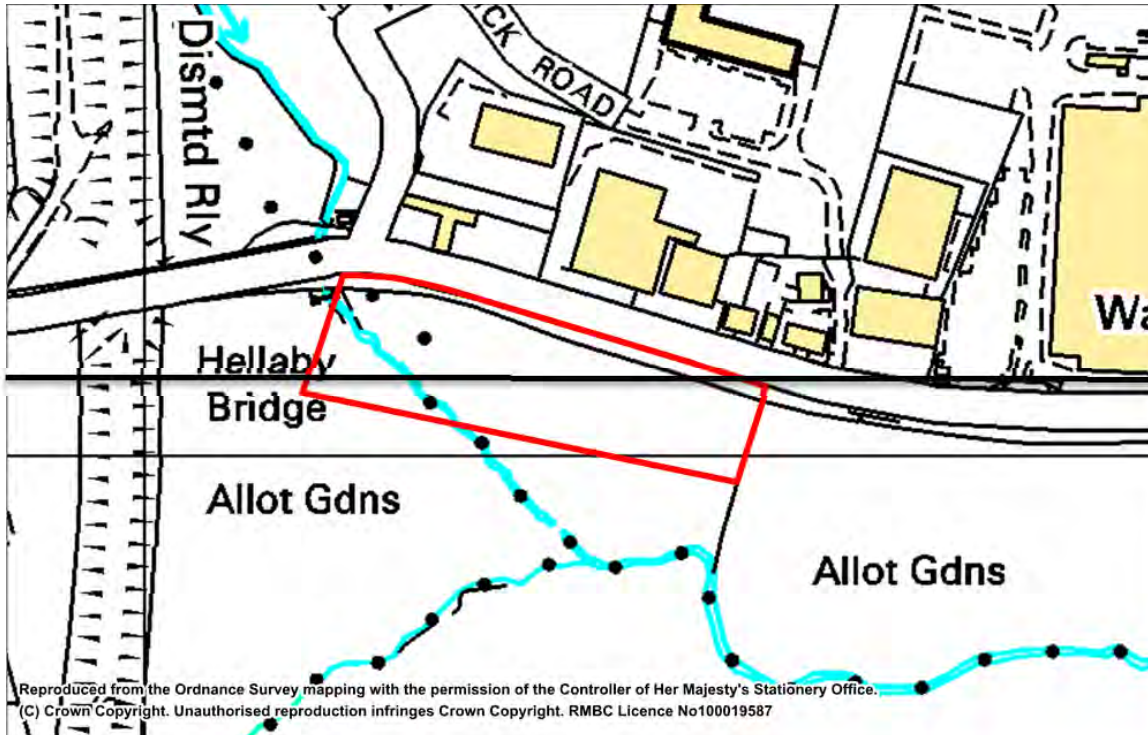 Dismtd Rly
CK ROAD
Hellaby
Bridge
Allot Gdns
Allot Gdns
Wa
Reproduced from the Ordnance Survey mapping with the permission of the Controller of Her Majesty's Stationery Office.
(C) Crown Copyright. Unauthorised reproduction infringes Crown Copyright. RMBC Licence No100019587